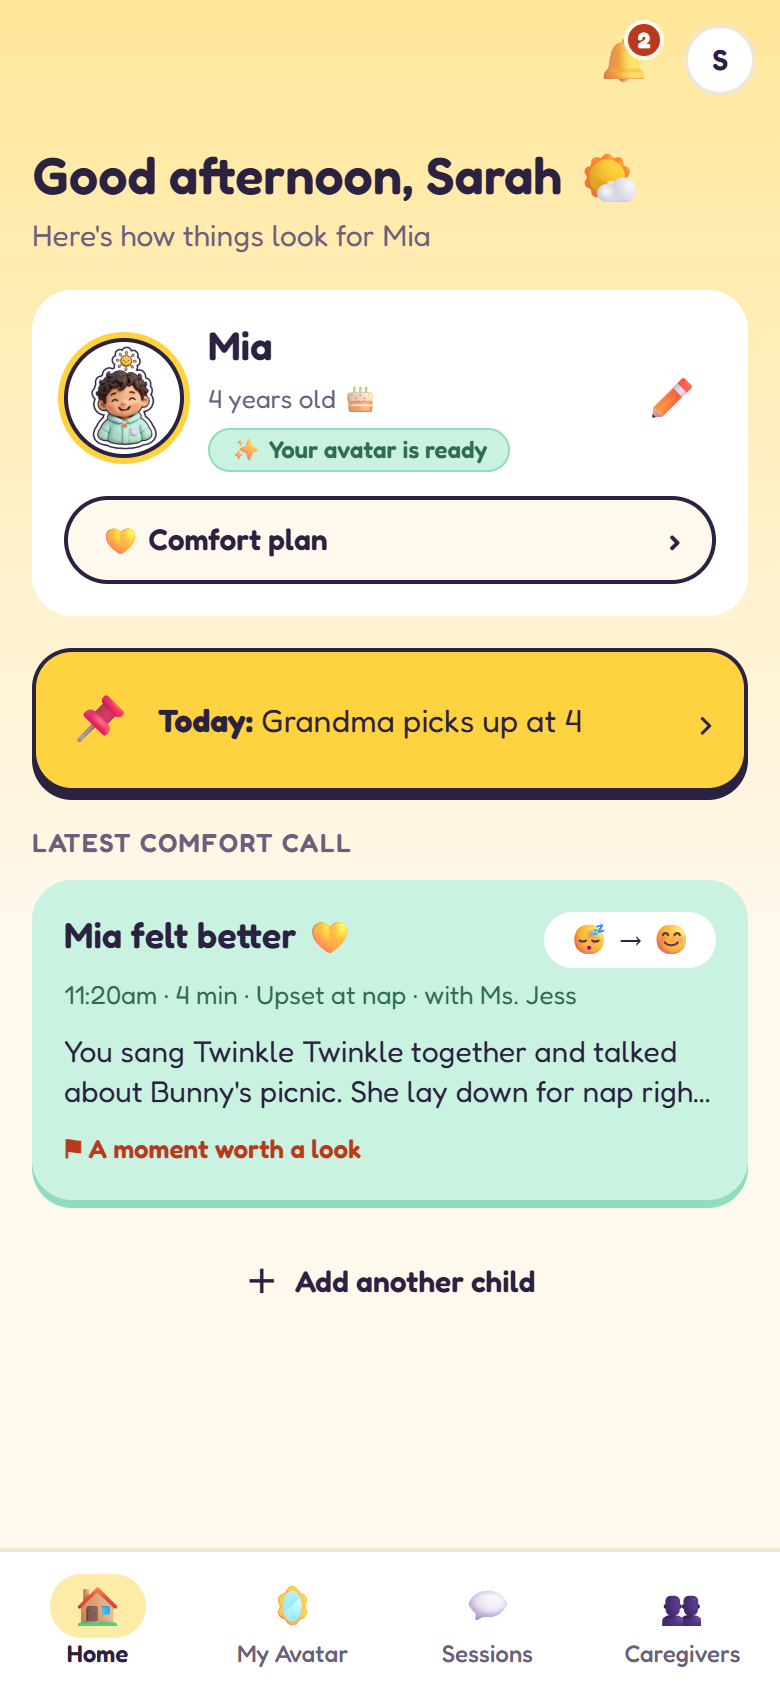 2
S
Good afternoon, Sarah
Here's how things look for Mia
Mia
4 years old
Your avatar is ready
Comfort plan
Today: Grandma picks up at 4
LATEST COMFORT CALL
Mia felt better
→
11:20am · 4 min · Upset at nap · with Ms. Jess
You sang Twinkle Twinkle together and talked
about Bunny's picnic. She lay down for nap righ...
A moment worth a look
+ Add another child
Home
My Avatar
Sessions
Caregivers